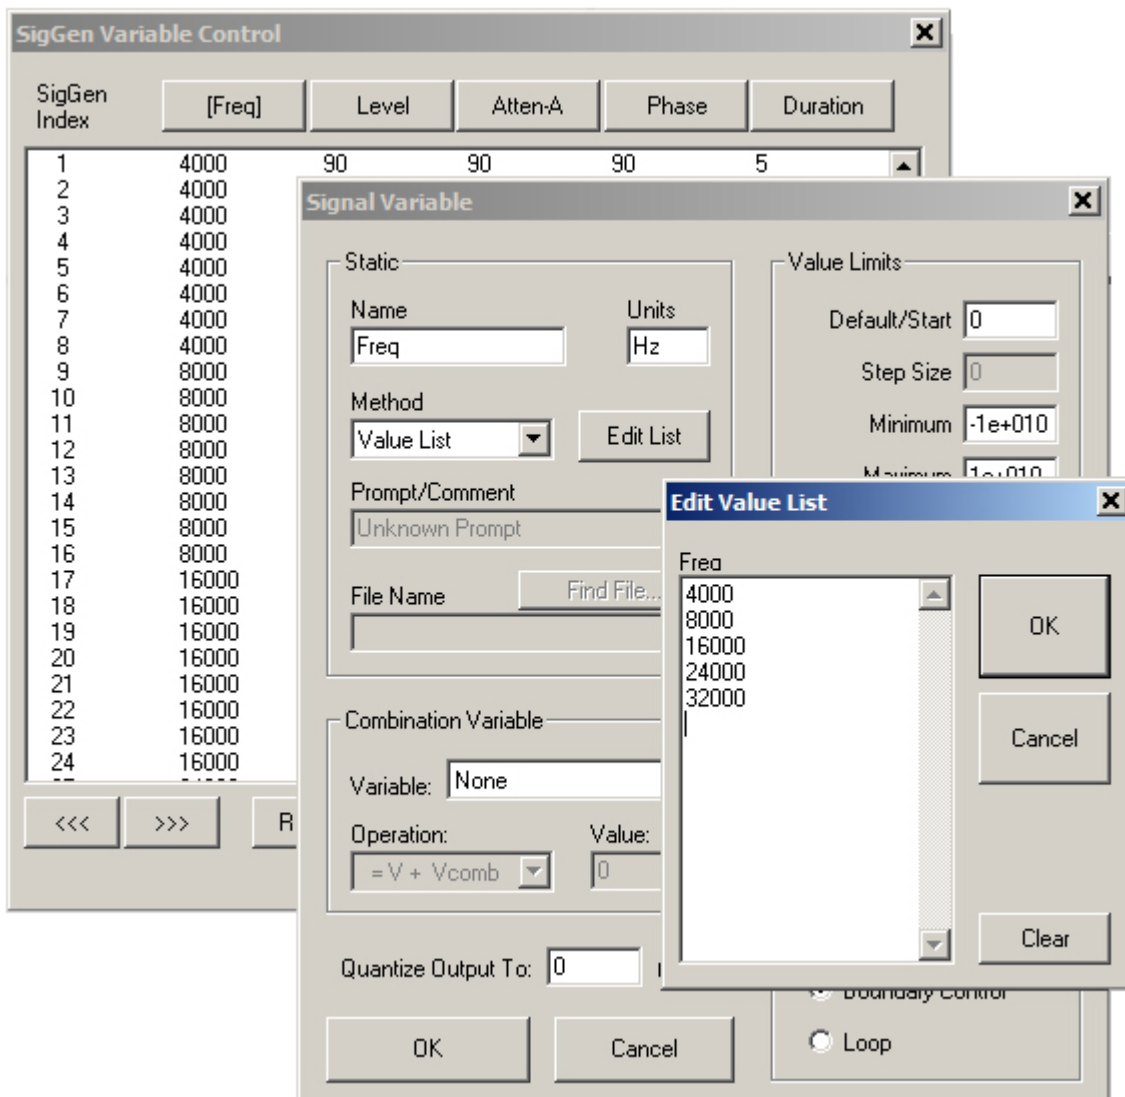 SigGen Variable Control
SigGen Index [Freq] Level Atten-A Phase Duration
1 4000 90 90 90 5
2 4000
3 4000
4 4000
5 4000
6 4000
7 4000
8 4000
9 8000
10 8000
11 8000
12 8000
13 8000
14 8000
15 8000
16 8000
17 16000
18 16000
19 16000
20 16000
21 16000
22 16000
23 16000
24 16000
<<< >>> R
Signal Variable
Static
Name Units
Freq Hz
Method
Value List Edit List
Prompt/Comment
Unknown Prompt
File Name Find File...
Combination Variable
Variable: None
Operation: Value:
= V + Vcomb 0
Quantize Output To: 0
OK Cancel
Value Limits
Default/Start 0
Step Size 0
Minimum -1e+010
Maximum 1e+010
Boundary Control
Loop
Edit Value List
Freq
4000
8000
16000
24000
32000
OK
Cancel
Clear